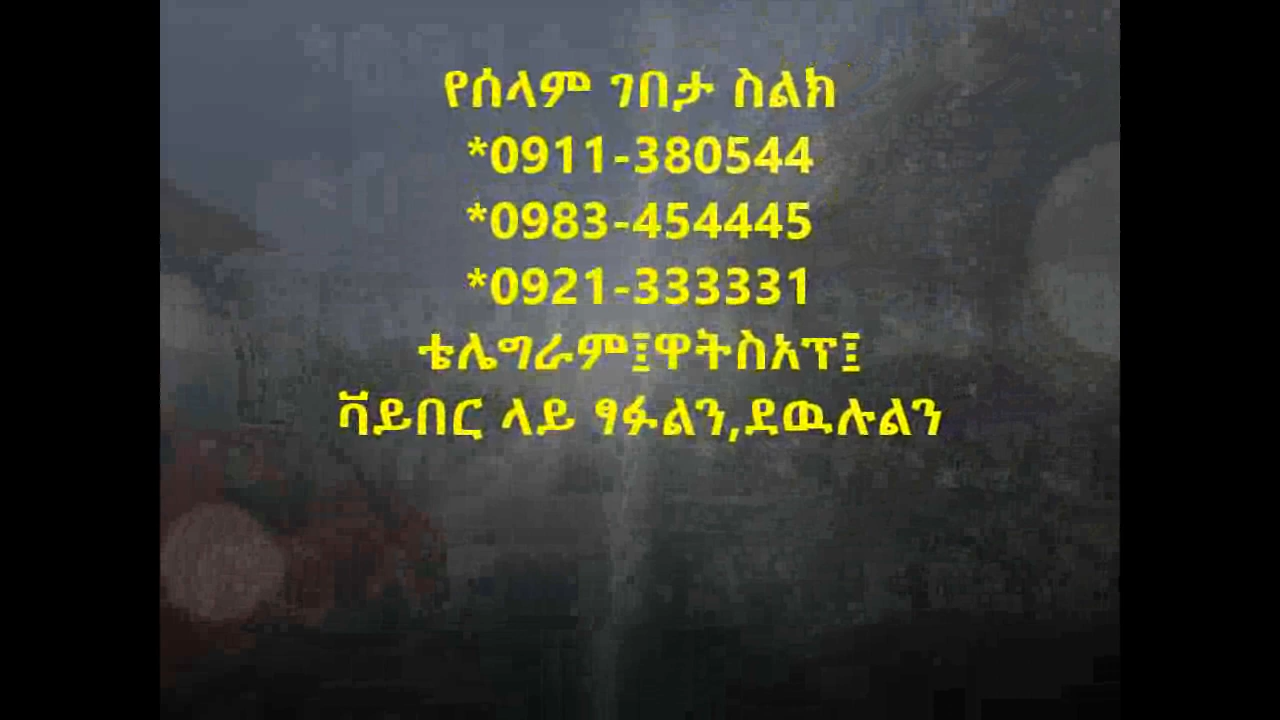 የሰላም ገበታ ስልክ
*0911-380544
*0983-454445
*0921-333331
ቴሌግራም፤ዋትስአፕ፤
ቫይበር ላይ ፃፉልን,ደዉሉልን